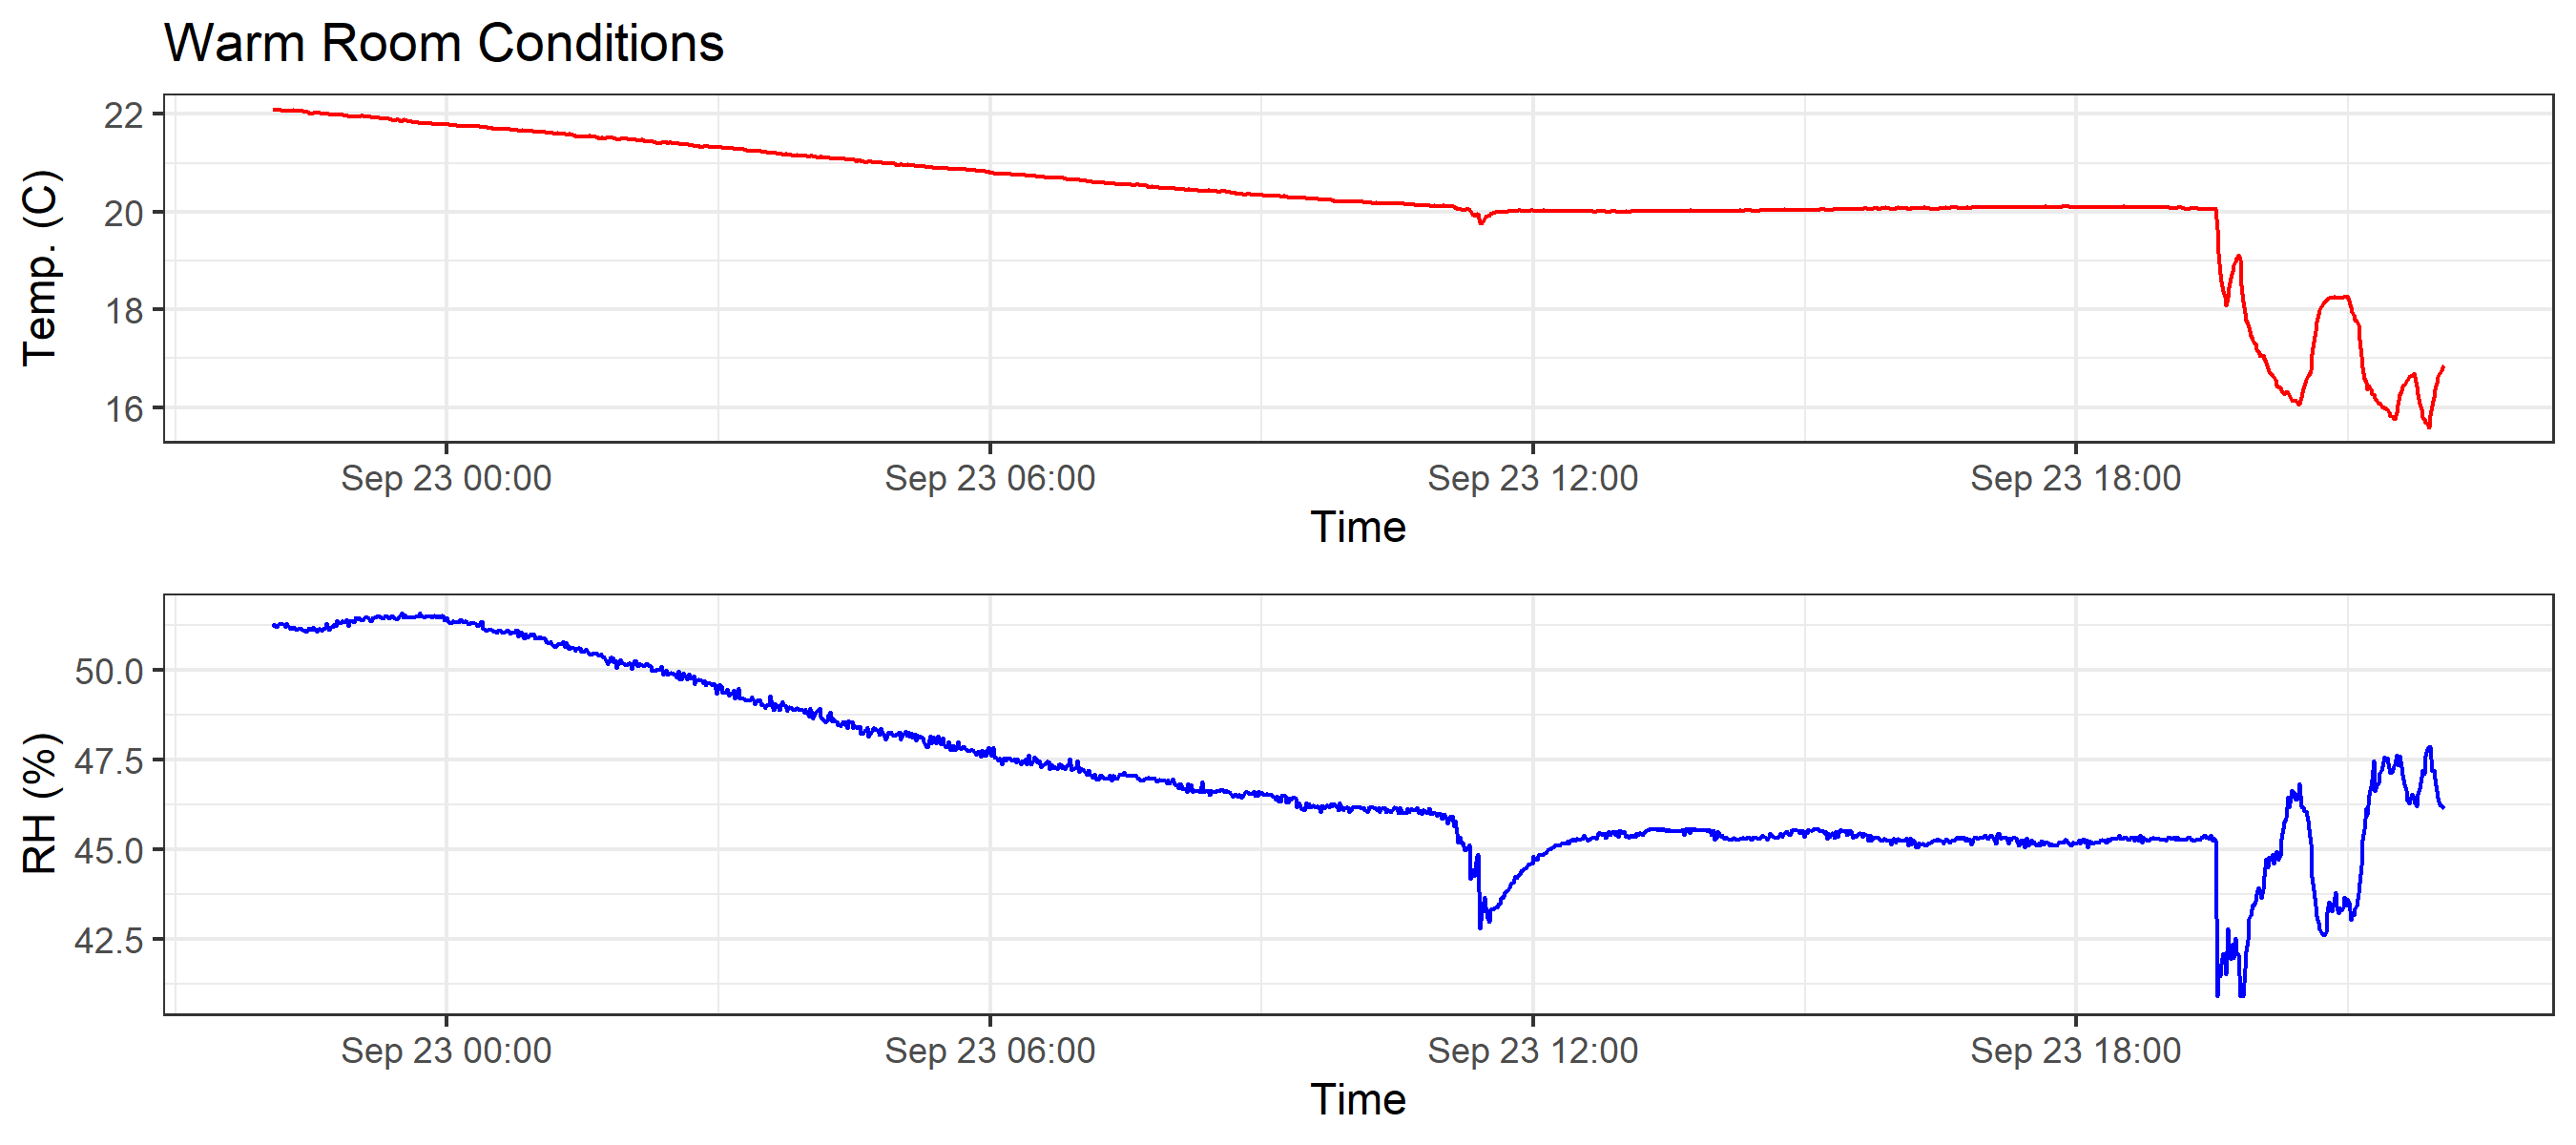 Warm Room Conditions
22
20
18
16
Temp. (C)
Sep 23 00:00 Sep 23 06:00 Sep 23 12:00 Sep 23 18:00
Time
50.0
47.5
45.0
42.5
RH (%)
Sep 23 00:00 Sep 23 06:00 Sep 23 12:00 Sep 23 18:00
Time